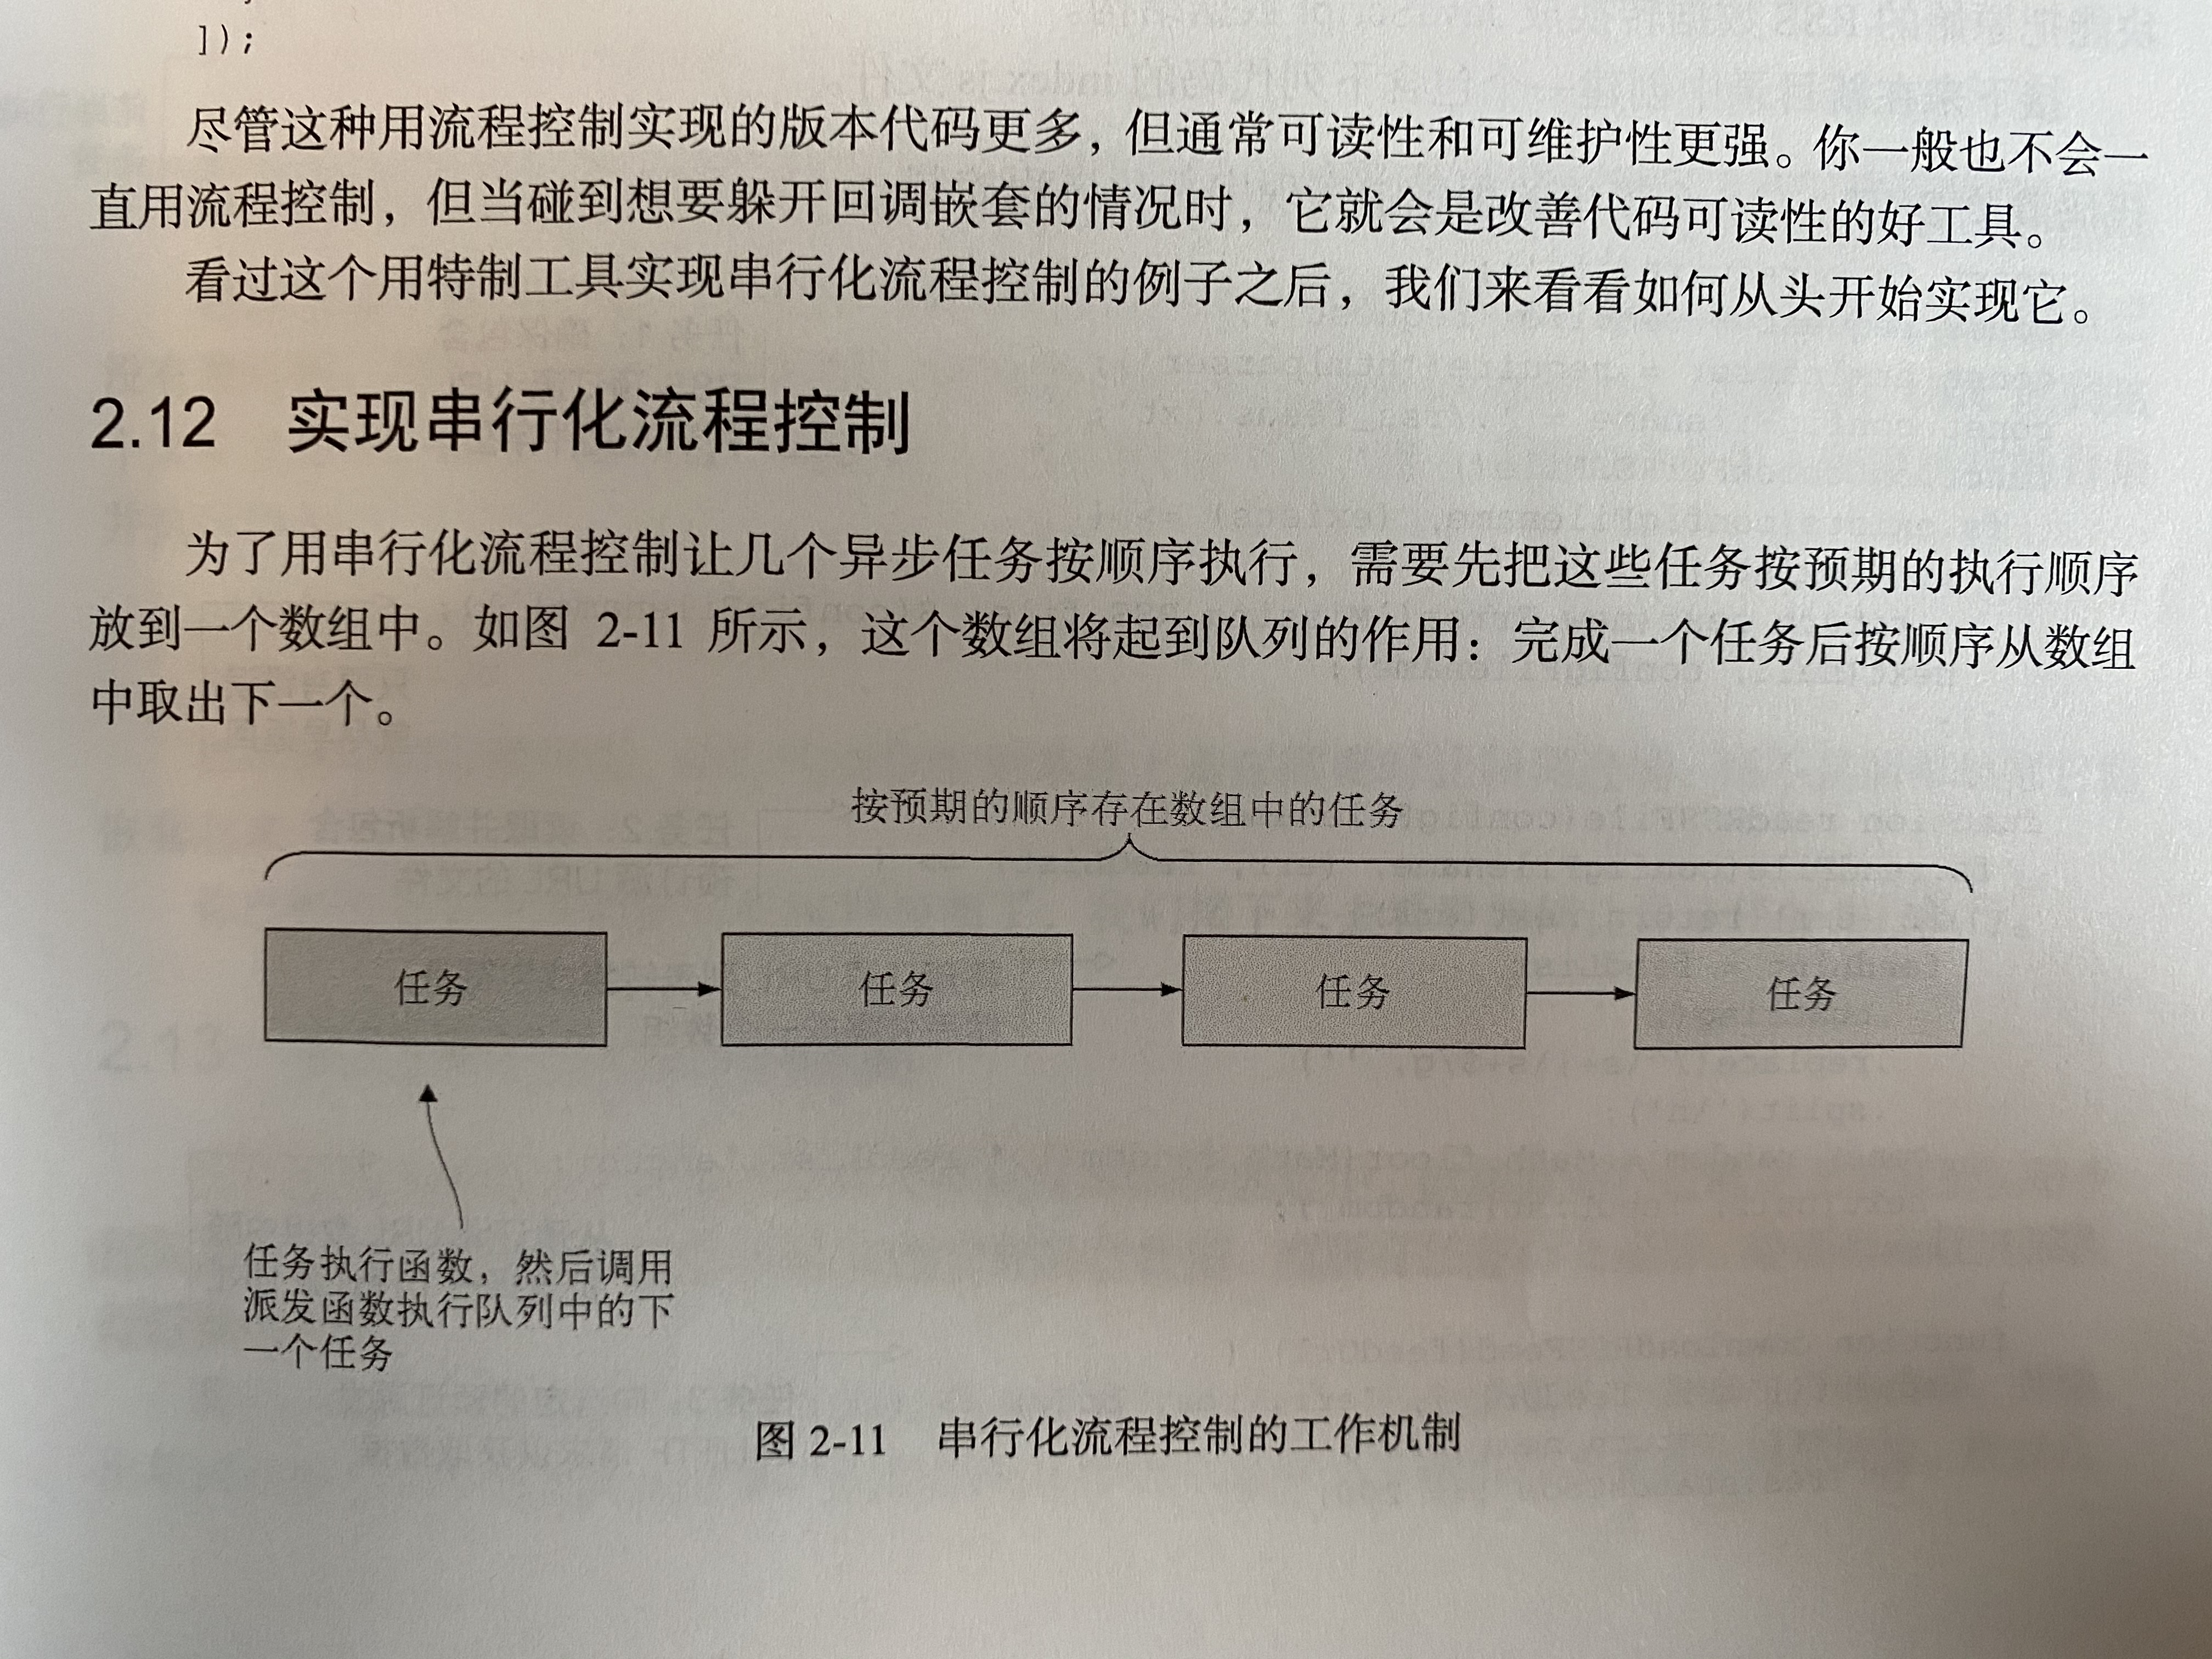 ]);
尽管这种用流程控制实现的版本代码更多，但通常可读性和可维护性更强。你一般也不会一
直用流程控制，但当碰到想要躲开回调嵌套的情况时，它就会是改善代码可读性的好工具。
看过这个用特制工具实现串行化流程控制的例子之后，我们来看看如何从头开始实现它。
2.12 实现串行化流程控制
为了用串行化流程控制让几个异步任务按顺序执行，需要先把这些任务按预期的执行顺序
放到一个数组中。如图 2-11 所示，这个数组将起到队列的作用：完成一个任务后按顺序从数组
中取出下一个。
按预期的顺序存在数组中的任务
任务 任务 任务 任务
任务执行函数，然后调用
派发函数执行队列中的下
一个任务
图 2-11 串行化流程控制的工作机制